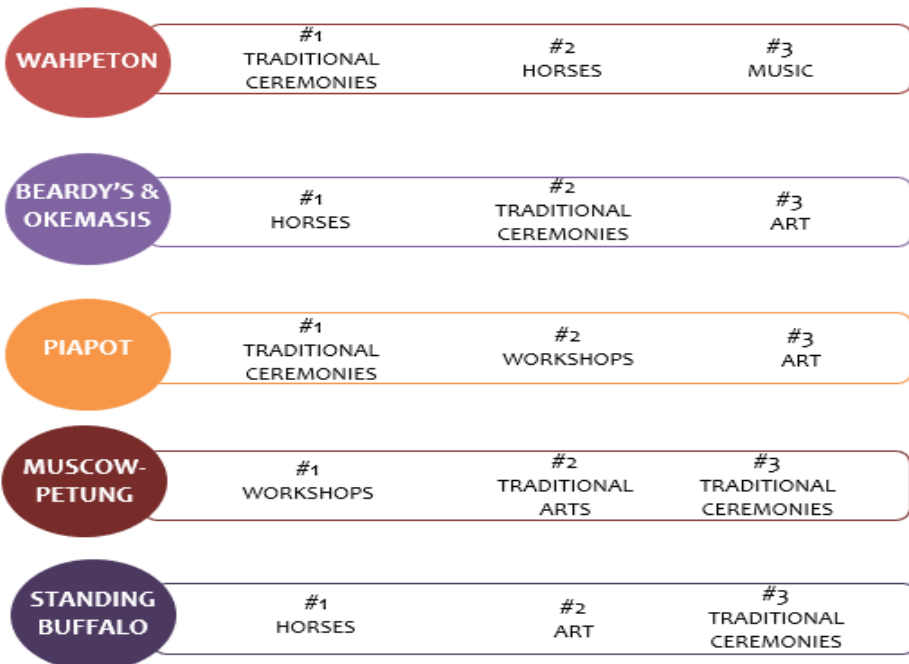 WAHPETON
#1
TRADITIONAL
CEREMONIES
#2
HORSES
#3
MUSIC
BEARDY'S &
OKEMASIS
#1
HORSES
#2
TRADITIONAL
CEREMONIES
#3
ART
PIAPOT
#1
TRADITIONAL
CEREMONIES
#2
WORKSHOPS
#3
ART
MUSCOW-
PETUNG
#1
WORKSHOPS
#2
TRADITIONAL
ARTS
#3
TRADITIONAL
CEREMONIES
STANDING
BUFFALO
#1
HORSES
#2
ART
#3
TRADITIONAL
CEREMONIES